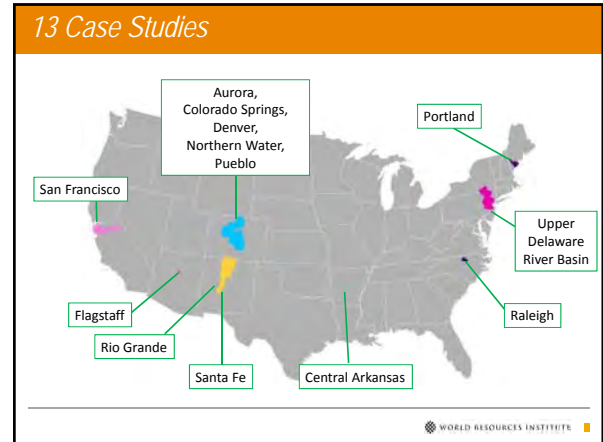 13 Case Studies
Aurora,
Colorado Springs,
Denver,
Northern Water,
Pueblo
Portland
San Francisco
Upper
Delaware
River Basin
Flagstaff
Raleigh
Rio Grande
Santa Fe
Central Arkansas
WORLD RESOURCES INSTITUTE